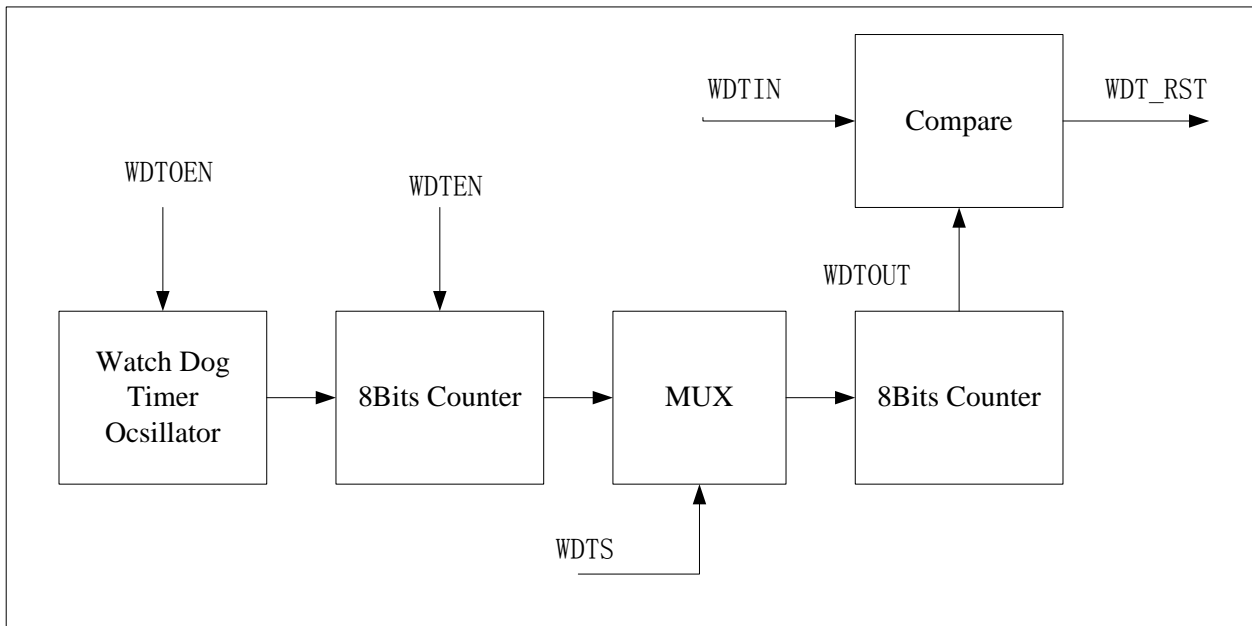 WDTIN
WDT_RST
Compare
WDTOEN
WDTEN
WDTOUT
Watch Dog
Timer
Ocsillator
8Bits Counter
MUX
8Bits Counter
WDTS